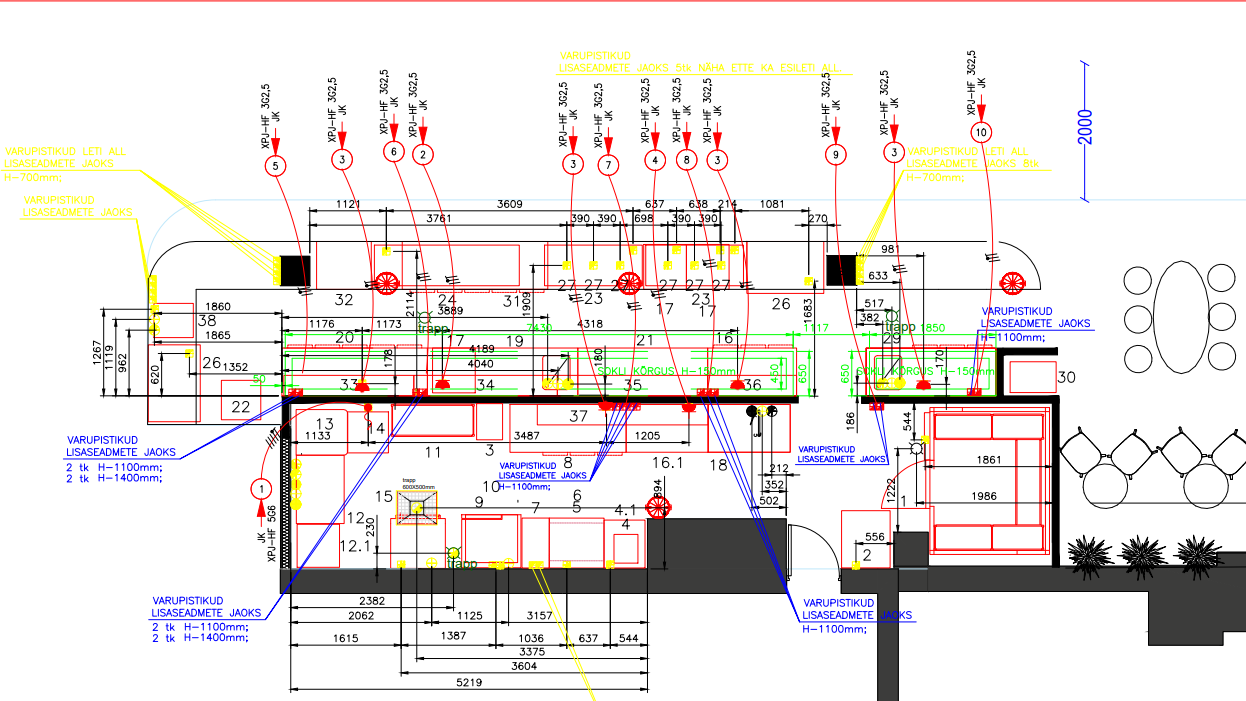 VARUPISTIKUD
LISASEADMETE JAOKS 5tk NÄHA ETTE KA ESILETI ALL.
XPJ-HF 3G2,5
JK
XPJ-HF 3G2,5
JK
XPJ-HF 3G2,5
JK
XPJ-HF 3G2,5
JK
XPJ-HF 3G2,5
JK
XPJ-HF 3G2,5
JK
XPJ-HF 3G2,5
JK
XPJ-HF 3G2,5
JK
XPJ-HF 3G2,5
JK
XPJ-HF 3G2,5
JK
XPJ-HF 3G2,5
JK
XPJ-HF 3G2,5
JK
5 3 6 2 3 7 4 8 3 9 3 10
2000
VARUPISTIKUD LETI ALL
LISASEADMETE JAOKS
H-700mm;
VARUPISTIKUD LETI ALL
LISASEADMETE JAOKS 8tk
H-700mm;
VARUPISTIKUD
LISASEADMETE JAOKS
1121 3609 637 638 214 1081
3761 390 390 698 390 390 270
981
633
27 27 27 27 27 27
32 24 31 23 17 23 17 26
2114 1909 1683
1860 3889 517
38 trapp 382 trapp
VARUPISTIKUD
LISASEADMETE JAOKS
H-1100mm;
1865 1176 1173 7430 4318 1117 1850
1267 1119 962 620
26 20 17 19 21 16 29
4189
178 180 170
1352 4040
50 SOKLI KÕRGUS H-150mm 450 650 650 SOKLI KÕRGUS H-150mm
33 34 35 36 30
22
186 544
13 14 37
1133 3487 1205
VARUPISTIKUD
LISASEADMETE JAOKS
2 tk H-1100mm;
2 tk H-1400mm;
11 3 8 16.1 18
VARUPISTIKUD
LISASEADMETE JAOKS
H-1100mm;
VARUPISTIKUD
LISASEADMETE JAOKS
212
352
502
1861
1986
1222
1
trapp
600X500mm
1
15 10 9 7 6 5 4.1 4
894
12 12.1
230
trapp
JK
XPJ-HF 5G6
556
2
VARUPISTIKUD
LISASEADMETE JAOKS
2 tk H-1100mm;
2 tk H-1400mm;
VARUPISTIKUD
LISASEADMETE JAOKS
H-1100mm;
2382
2062 1125 3157
1615 1387 1036 637 544
3375
3604
5219